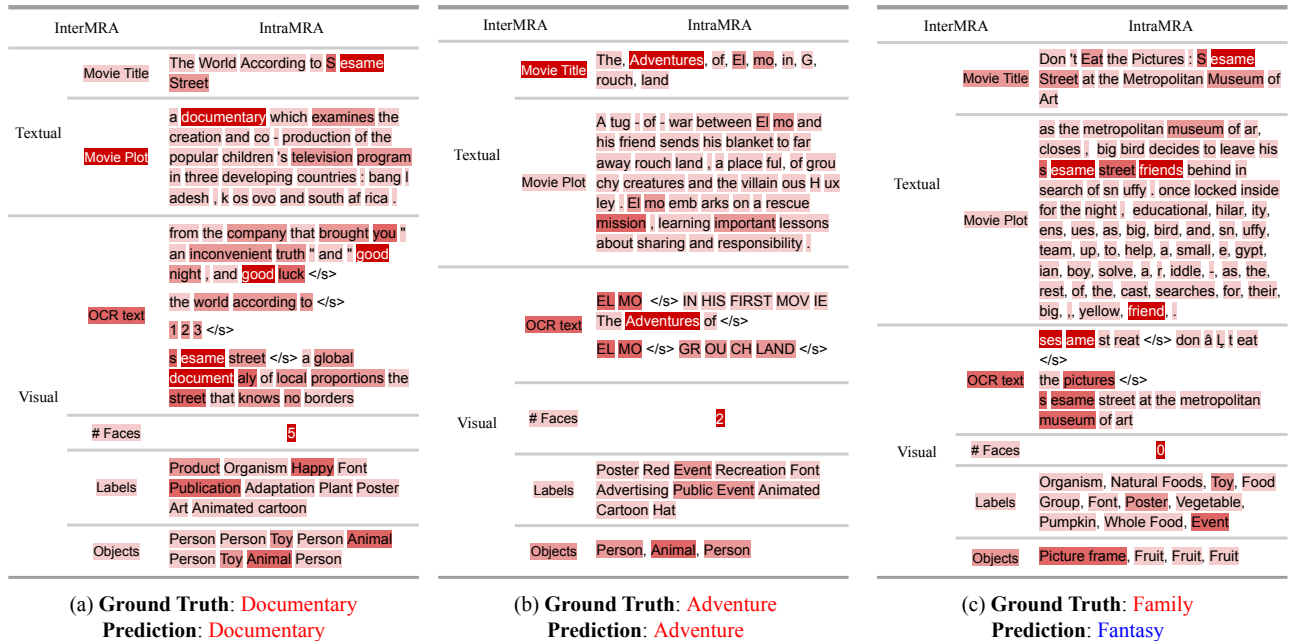 InterMRA IntraMRA
Textual
Movie Title
The World According to S esame
Street
Movie Plot
a documentary which examines the
creation and co - production of the
popular children 's television program
in three developing countries : bang l
adesh , k os ovo and south af rica .
Visual
OCR text
from the company that brought you "
an inconvenient truth " and " good
night , and good luck </s>
the world according to </s>
1 2 3 </s>
s esame street </s> a global
document aly of local proportions the
street that knows no borders
# Faces
5
Labels
Product Organism Happy Font
Publication Adaptation Plant Poster
Art Animated cartoon
Objects
Person Person Toy Person Animal
Person Toy Animal Person
(a) Ground Truth: Documentary
Prediction: Documentary
InterMRA IntraMRA
Textual
Movie Title
The, Adventures, of, El, mo, in, G,
rouch, land
Movie Plot
A tug - of - war between El mo and
his friend sends his blanket to far
away rouch land , a place ful, of grou
chy creatures and the villain ous H ux
ley . El mo emb arks on a rescue
mission , learning important lessons
about sharing and responsibility .
Visual
OCR text
EL MO </s> IN HIS FIRST MOV IE
The Adventures of </s>
EL MO </s> GR OU CH LAND </s>
# Faces
2
Labels
Poster Red Event Recreation Font
Advertising Public Event Animated
Cartoon Hat
Objects
Person, Animal, Person
(b) Ground Truth: Adventure
Prediction: Adventure
InterMRA IntraMRA
Textual
Movie Title
Don 't Eat the Pictures : S esame
Street at the Metropolitan Museum of
Art
Movie Plot
as the metropolitan museum of ar,
closes , big bird decides to leave his
s esame street friends behind in
search of sn uffy . once locked inside
for the night , educational, hilar, ity,
ens, ues, as, big, bird, and, sn, uffy,
team, up, to, help, a, small, e, gypt,
ian, boy, solve, a, r, iddle, -, as, the,
rest, of, the, cast, searches, for, their,
big, ,, yellow, friend, .
Visual
OCR text
ses ame st reat </s> don â Ļ t eat
</s>
the pictures </s>
s esame street at the metropolitan
museum of art
# Faces
0
Labels
Organism, Natural Foods, Toy, Food
Group, Font, Poster, Vegetable,
Pumpkin, Whole Food, Event
Objects
Picture frame, Fruit, Fruit, Fruit
(c) Ground Truth: Family
Prediction: Fantasy